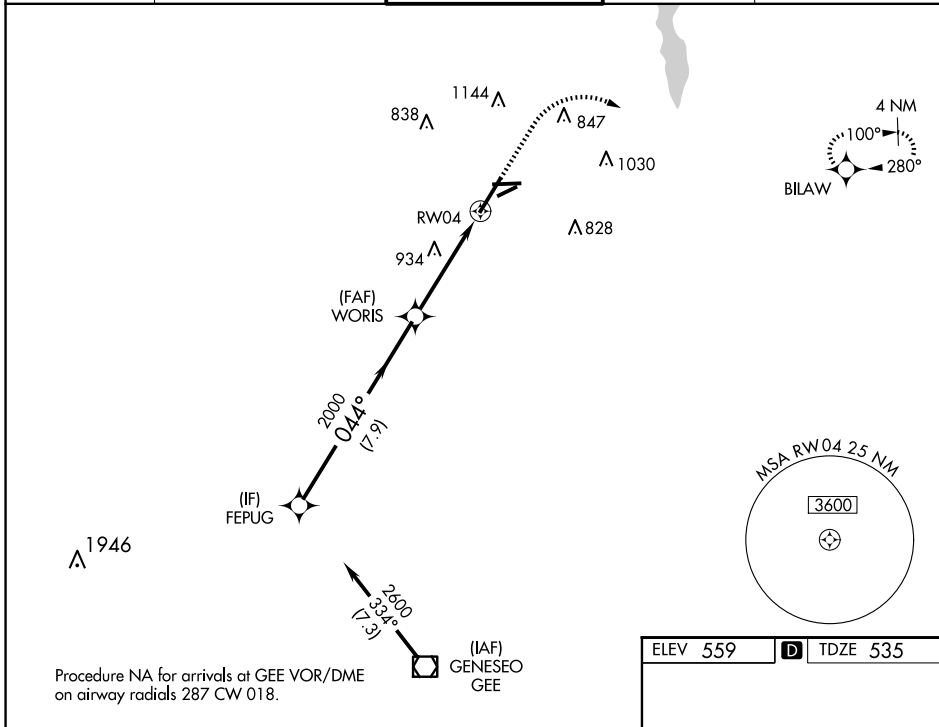 1144
838
847
1030
4 NM
100°
280°
BILAW
RW04
828
934
(FAF)
WORIS
2000
044°
(7.9)
MSA RW04 25 NM
3600
(IF)
FEPUG
1946
2600
334°
(7.3)
(IAF)
GENESEO
GEE
Procedure NA for arrivals at GEE VOR/DME
on airway radials 287 CW 018.
ELEV 559 D TDZE 535